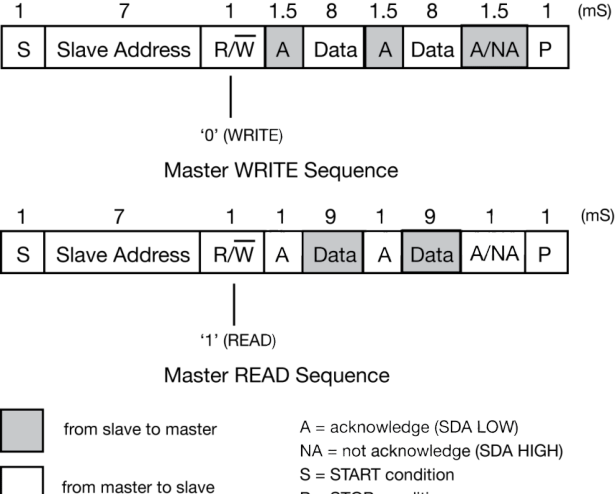 1 7 1 1.5 8 1.5 8 1.5 1 (mS)
S Slave Address R/W̅ A Data A Data A/NA P
‘0’ (WRITE)
Master WRITE Sequence
1 7 1 1 9 1 9 1 1 (mS)
S Slave Address R/W̅ A Data A Data A/NA P
‘1’ (READ)
Master READ Sequence
from slave to master
from master to slave
A = acknowledge (SDA LOW)
NA = not acknowledge (SDA HIGH)
S = START condition